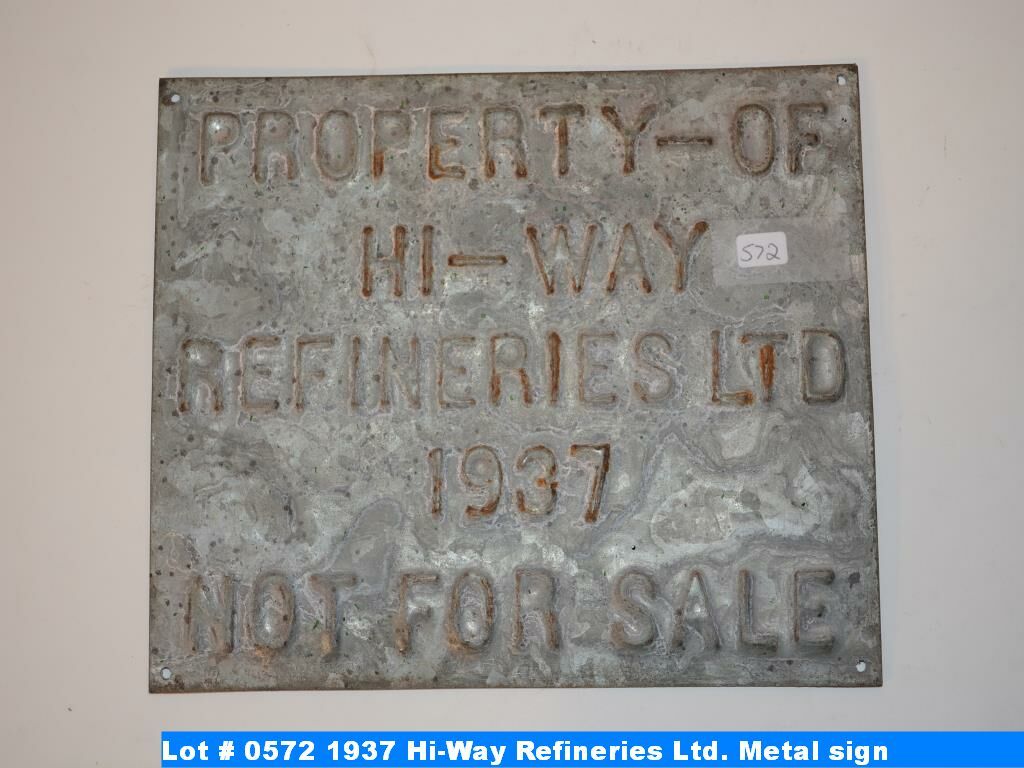 PROPERTY-OF
HI-WAY
572
REFINERIES LTD
1937
NOT FOR SALE
Lot # 0572 1937 Hi-Way Refineries Ltd. Metal sign